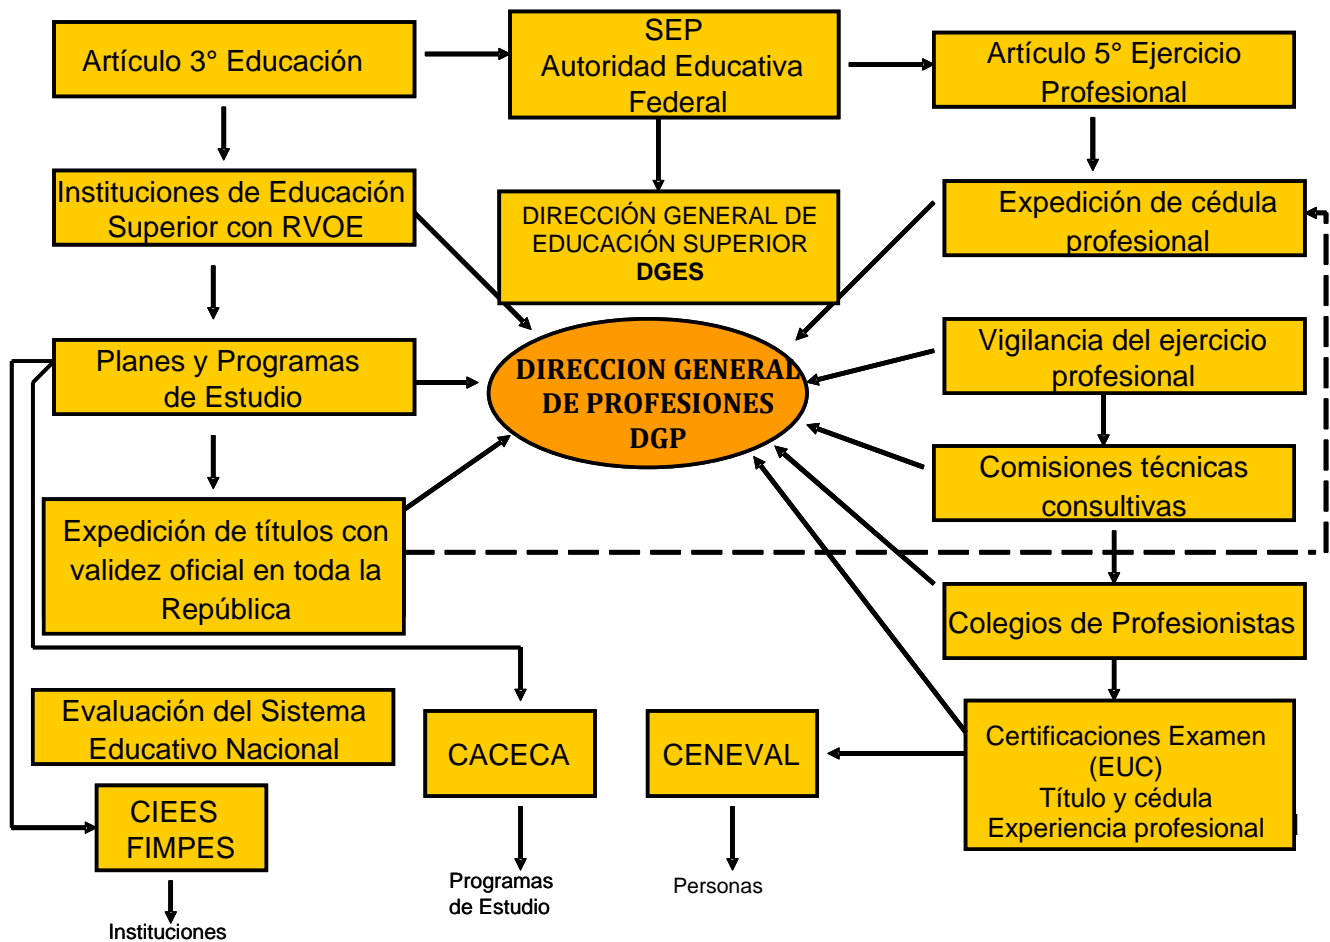 Artículo 3° Educación
SEP
Autoridad Educativa
Federal
Artículo 5° Ejercicio
Profesional
Instituciones de Educación
Superior con RVOE
DIRECCIÓN GENERAL DE
EDUCACIÓN SUPERIOR
DGES
Expedición de cédula
profesional
Planes y Programas
de Estudio
DIRECCION GENERAL
DE PROFESIONES
DGP
Vigilancia del ejercicio
profesional
Comisiones técnicas
consultivas
Expedición de títulos con
validez oficial en toda la
República
Colegios de Profesionistas
Evaluación del Sistema
Educativo Nacional
CACECA
CENEVAL
Certificaciones Examen
(EUC)
Título y cédula
Experiencia profesional
CIEES
FIMPES
Programas
de Estudio
Personas
Instituciones